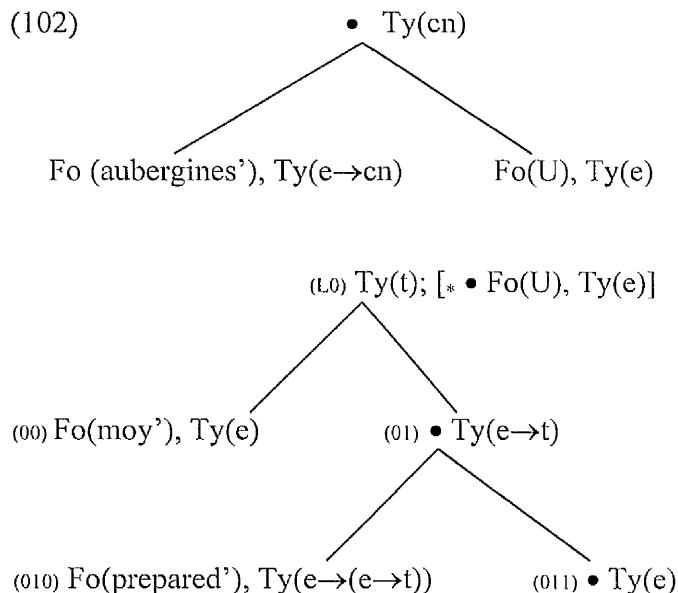 (102) • Ty(cn)
Fo (aubergines’), Ty(e→cn) Fo(U), Ty(e)
(L0) Ty(t); [* • Fo(U), Ty(e)]
(00) Fo(moy’), Ty(e) (01) • Ty(e→t)
(010) Fo(prepared’), Ty(e→(e→t)) (011) • Ty(e)